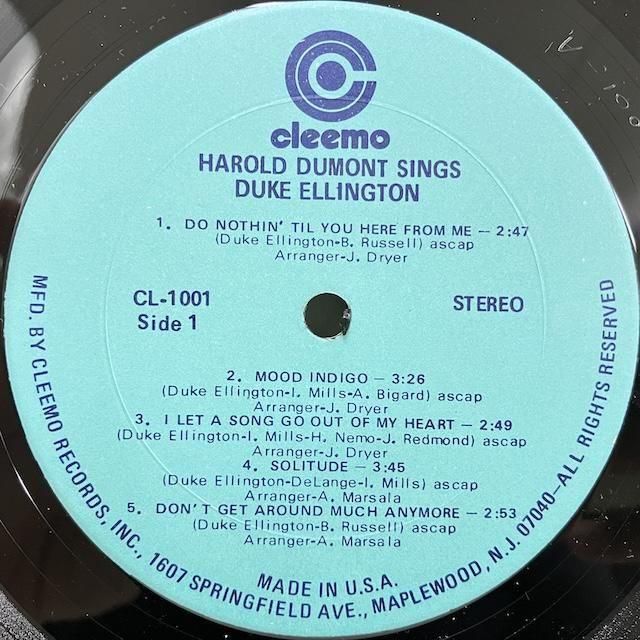 cleemo
HAROLD DUMONT SINGS
DUKE ELLINGTON
1. DO NOTHIN' TIL YOU HERE FROM ME — 2:47
(Duke Ellington-B. Russell) ascap
Arranger-J. Dryer
CL-1001
Side 1
STEREO
2. MOOD INDIGO — 3:26
(Duke Ellington-I. Mills-A. Bigard) ascap
Arranger-J. Dryer
3. I LET A SONG GO OUT OF MY HEART — 2:49
(Duke Ellington-I. Mills-H. Nemo-J. Redmond) ascap
Arranger-J. Dryer
4. SOLITUDE — 3:45
(Duke Ellington-DeLange-I. Mills) ascap
Arranger-A. Marsala
5. DON'T GET AROUND MUCH ANYMORE — 2:53
(Duke Ellington-B. Russell) ascap
Arranger-A. Marsala
MADE IN U.S.A.
MFD. BY CLEEMO RECORDS, INC., 1607 SPRINGFIELD AVE., MAPLEWOOD, N.J. 07040—ALL RIGHTS RESERVED